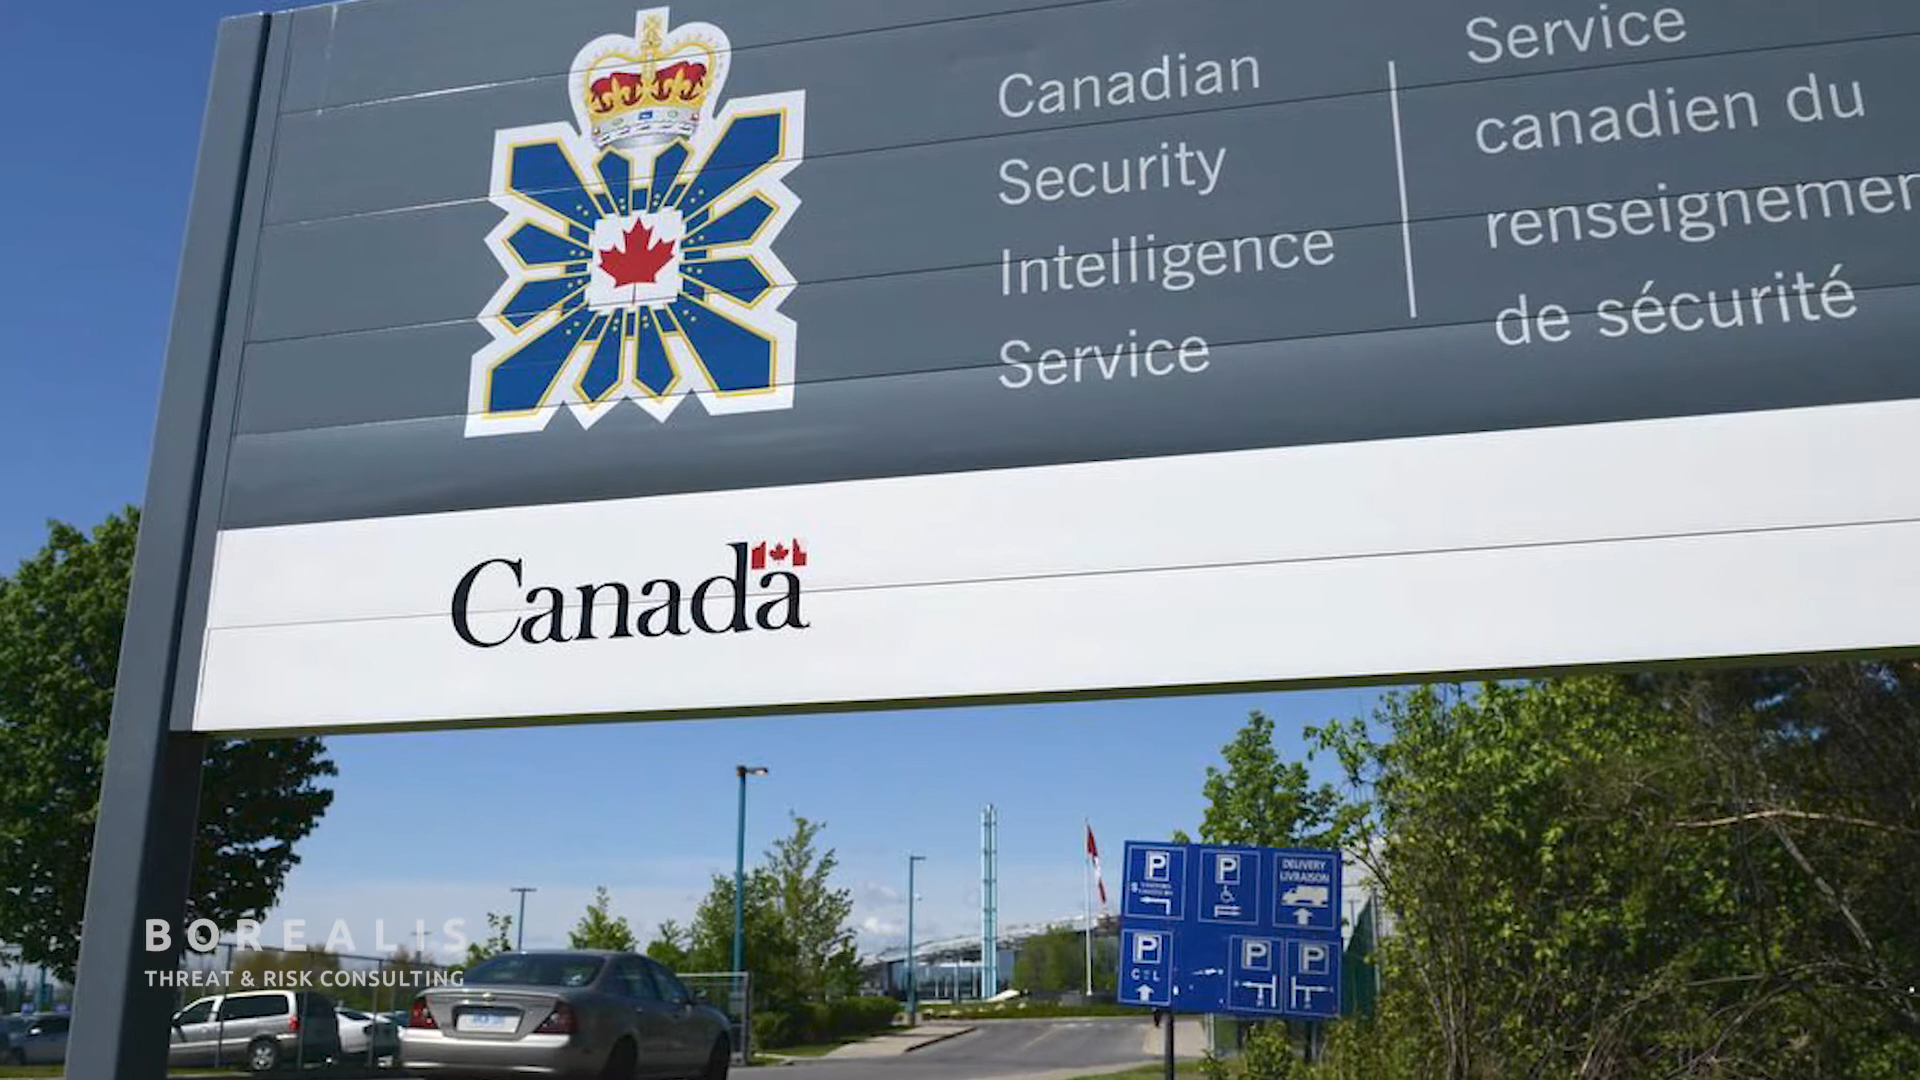 Canadian
Security
Intelligence
Service
Service
canadien du
renseignemen
de sécurité
Canada
P
P
DELIVERY
LIVRAISON
P
P
P
BOREALIS
THREAT & RISK CONSULTING